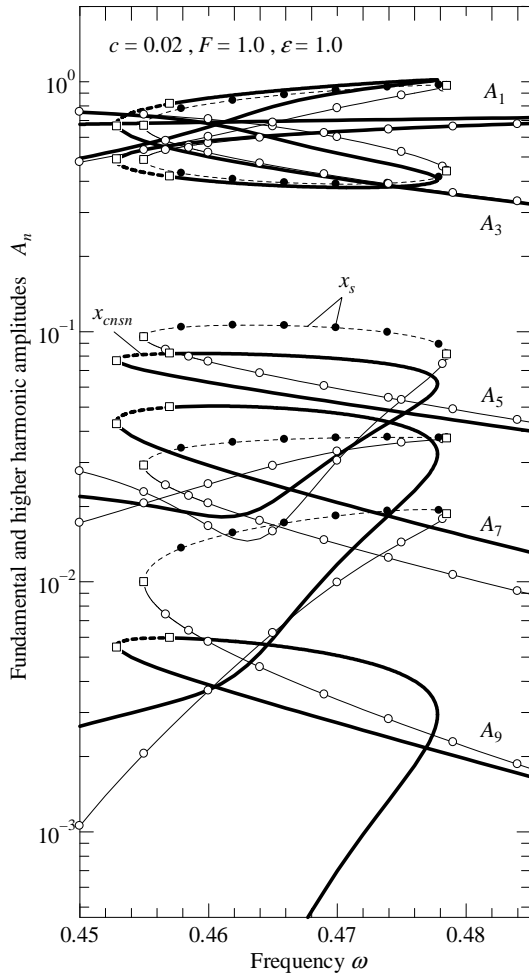 c = 0.02 , F = 1.0 , ε = 1.0
10⁰
A₁
A₃
Fundamental and higher harmonic amplitudes Aₙ
x_cnsn
x_s
10⁻¹
A₅
A₇
10⁻²
A₉
10⁻³
0.45 0.46 0.47 0.48
Frequency ω